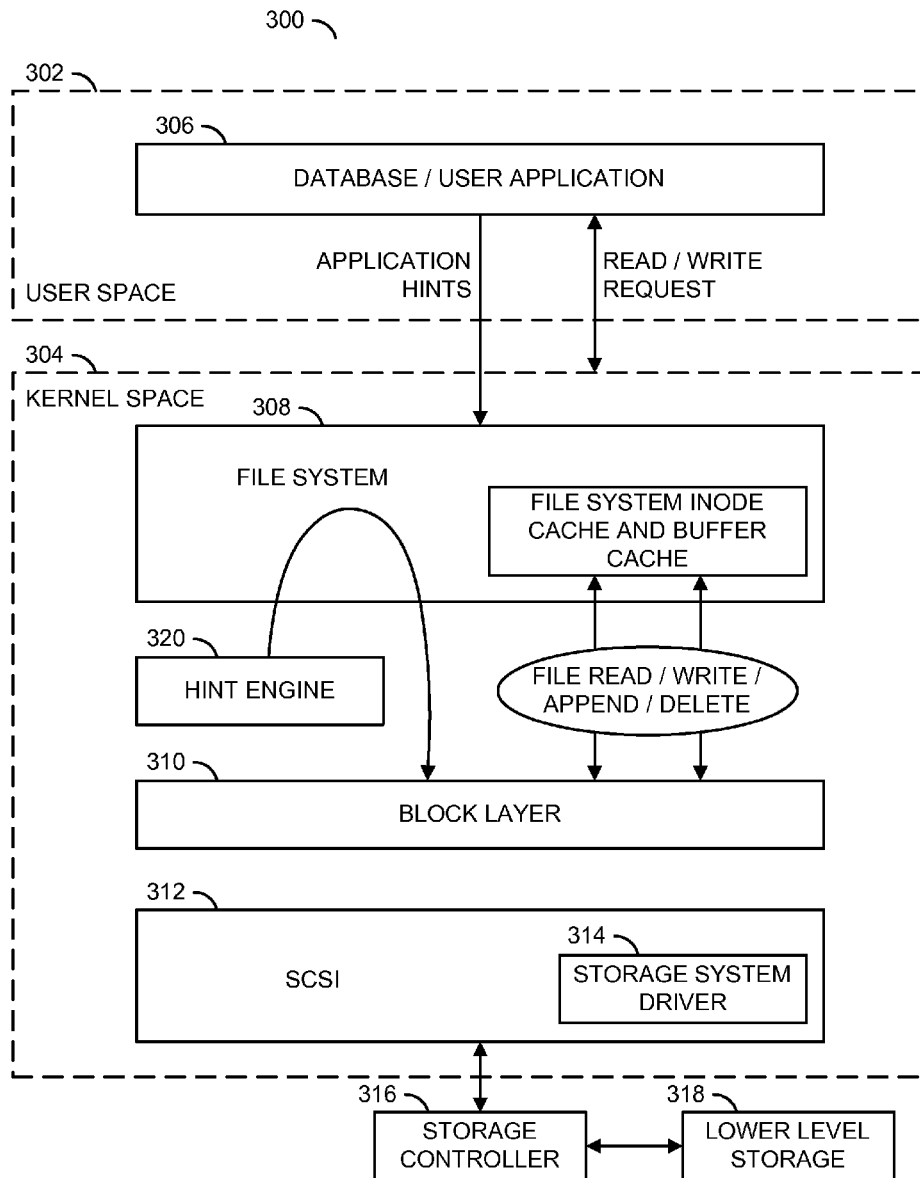 300
302
306
DATABASE / USER APPLICATION
APPLICATION
HINTS
READ / WRITE
REQUEST
USER SPACE
304
KERNEL SPACE
308
FILE SYSTEM
FILE SYSTEM INODE
CACHE AND BUFFER
CACHE
320
HINT ENGINE
FILE READ / WRITE /
APPEND / DELETE
310
BLOCK LAYER
312
SCSI
314
STORAGE SYSTEM
DRIVER
316
STORAGE
CONTROLLER
318
LOWER LEVEL
STORAGE